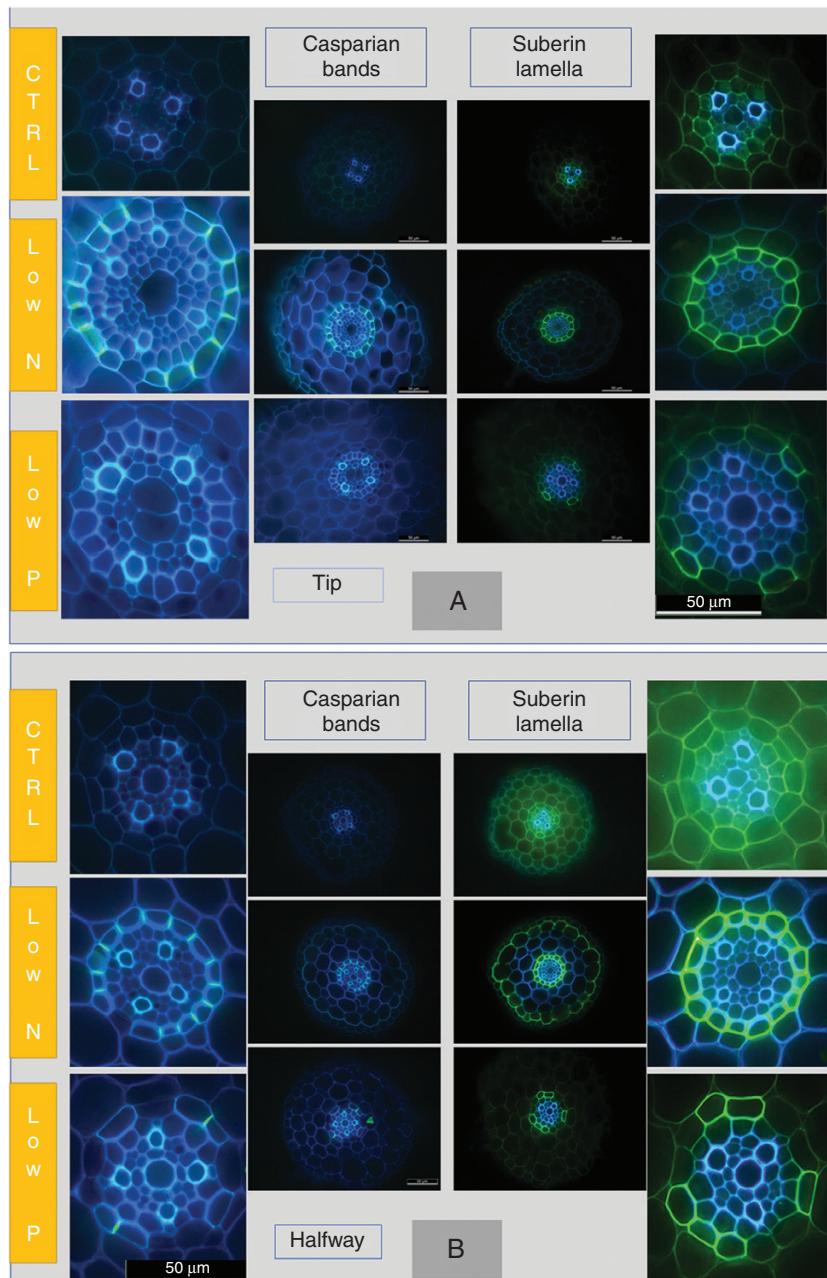 C
T
R
L
Casparian
bands
Suberin
lamella
L
o
w
N
L
o
w
P
Tip
A
50 µm
C
T
R
L
Casparian
bands
Suberin
lamella
L
o
w
N
L
o
w
P
Halfway
B
50 µm